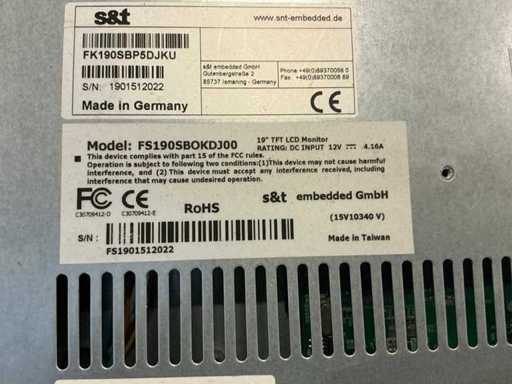 s&t
www.snt-embedded.de
FK190SBP5DJKU
S/N: 1901512022
Made in Germany
s&t embedded GmbH
Gutenbergstraße 2
85737 Ismaning - Germany
Phone +49(0)89370056 0
+49(0)893700056 89
CE
Model: FS190SBOKDJ00
19" TFT LCD Monitor
RATING: DC INPUT 12V 4.16A
This device complies with part 15 of the FCC rules.
Operation is subject to following two conditions:(1)This device may not cause harmful
interference, and (2)This device must accept any interference received, including
interference that may cause undesired operation.
FC CE
C30709412-D C30709412-E
RoHS
s&t embedded GmbH
(15V10340 V)
S/N :
FS1901512022
Made in Taiwan